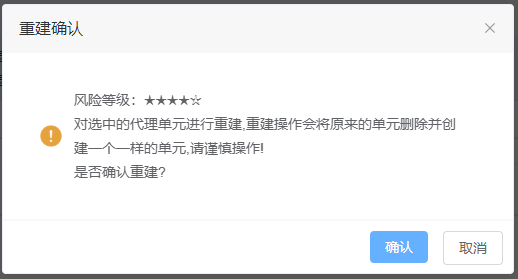 重建确认
风险等级：★★★★☆
对选中的代理单元进行重建,重建操作会将原来的单元删除并创
建一个一样的单元,请谨慎操作!
是否确认重建?
确认
取消